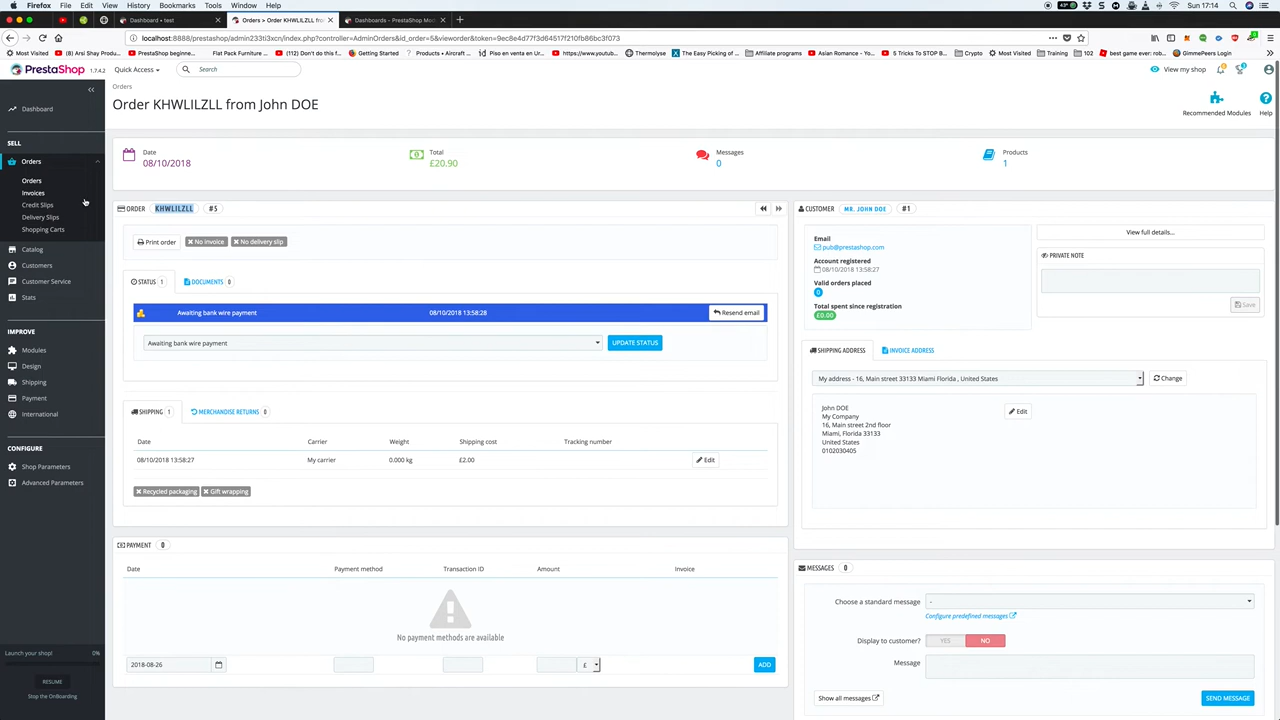 Firefox File Edit View History Bookmarks Tools Window Help
43° SUN 17:14
Dashboard • test
Orders > Order KHWLILZLL from
Dashboards - PrestaShop Mod
localhost:8888/prestashop/admin233ti3xcn/index.php?controller=AdminOrders&id_order=5&vieworder&token=9ec8e74d77f3d64517f210fb86bc3f073
Most Visited (8) Arsi Shay Produ... PrestaShop beginne... Flat Pack Furniture ... (112) Don't do this f... Getting Started Products • Aircraft ... Piso en venta en Ur... https://www.youtube... Thermolyse The Easy Picking of ... Affiliate programs Asian Romance - Yo... 5 Tricks To STOP B... Crypto Most Visited Training 102 best game ever: rob... GimmePeers Login
PrestaShop 1.7.4.2 Quick Access Search View my shop
Dashboard
SELL
Orders
Orders
Invoices
Credit Slips
Delivery Slips
Shopping Carts
Catalog
Customers
Customer Service
Stats
IMPROVE
Modules
Design
Shipping
Payment
International
CONFIGURE
Shop Parameters
Advanced Parameters
Launch your shop! 0%
RESUME
Stop the OnBoarding
Orders
Order KHWLILZLL from John DOE
Recommended Modules
Help
Date
08/10/2018
Total
£20.90
Messages
0
Products
1
ORDER KHWLILZLL #5
Print order No invoice No delivery slip
STATUS 1 DOCUMENTS 0
Awaiting bank wire payment 08/10/2018 13:58:28 Resend email
Awaiting bank wire payment UPDATE STATUS
SHIPPING 1 MERCHANDISE RETURNS 0
Date Carrier Weight Shipping cost Tracking number
08/10/2018 13:58:27 My carrier 0.000 kg £2.00 Edit
Recycled packaging Gift wrapping
PAYMENT 0
Date Payment method Transaction ID Amount Invoice
No payment methods are available
2018-08-26 £ ADD
CUSTOMER MR. JOHN DOE #1
Email
pub@prestashop.com
Account registered
08/10/2018 13:58:27
Valid orders placed
0
Total spent since registration
£0.00
View full details...
PRIVATE NOTE
Save
SHIPPING ADDRESS INVOICE ADDRESS
My address - 16, Main street 33133 Miami Florida , United States Change
John DOE
My Company
16, Main street 2nd floor
Miami, Florida 33133
United States
0102030405
Edit
MESSAGES 0
Choose a standard message -
Configure predefined messages
Display to customer? YES NO
Message
Show all messages SEND MESSAGE